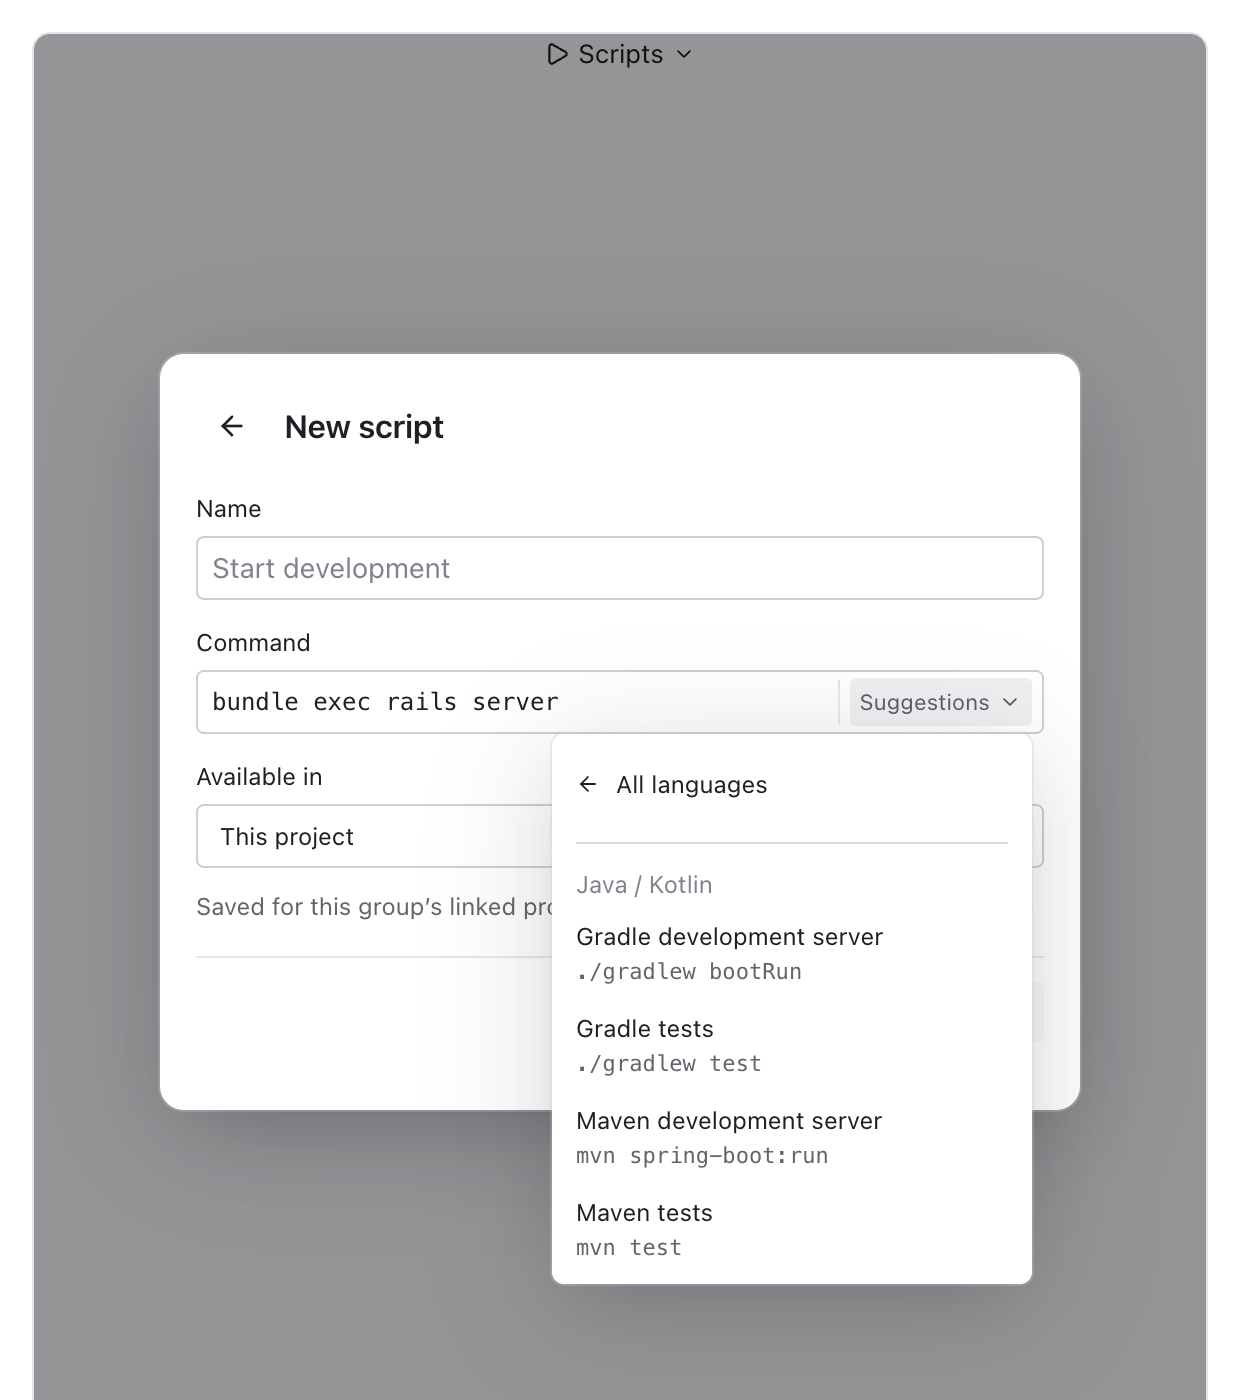 Scripts
New script
Name
Start development
Command
bundle exec rails server
Suggestions
Available in
This project
Saved for this group’s linked
All languages
Java / Kotlin
Gradle development server
./gradlew bootRun
Gradle tests
./gradlew test
Maven development server
mvn spring-boot:run
Maven tests
mvn test